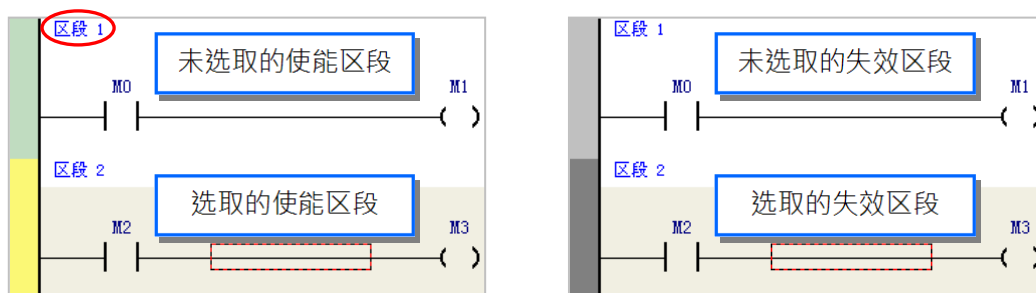 区段 1
未选取的使能区段
M0
M1
区段 2
选取的使能区段
M2
M3
区段 1
未选取的失效区段
M0
M1
区段 2
选取的失效区段
M2
M3